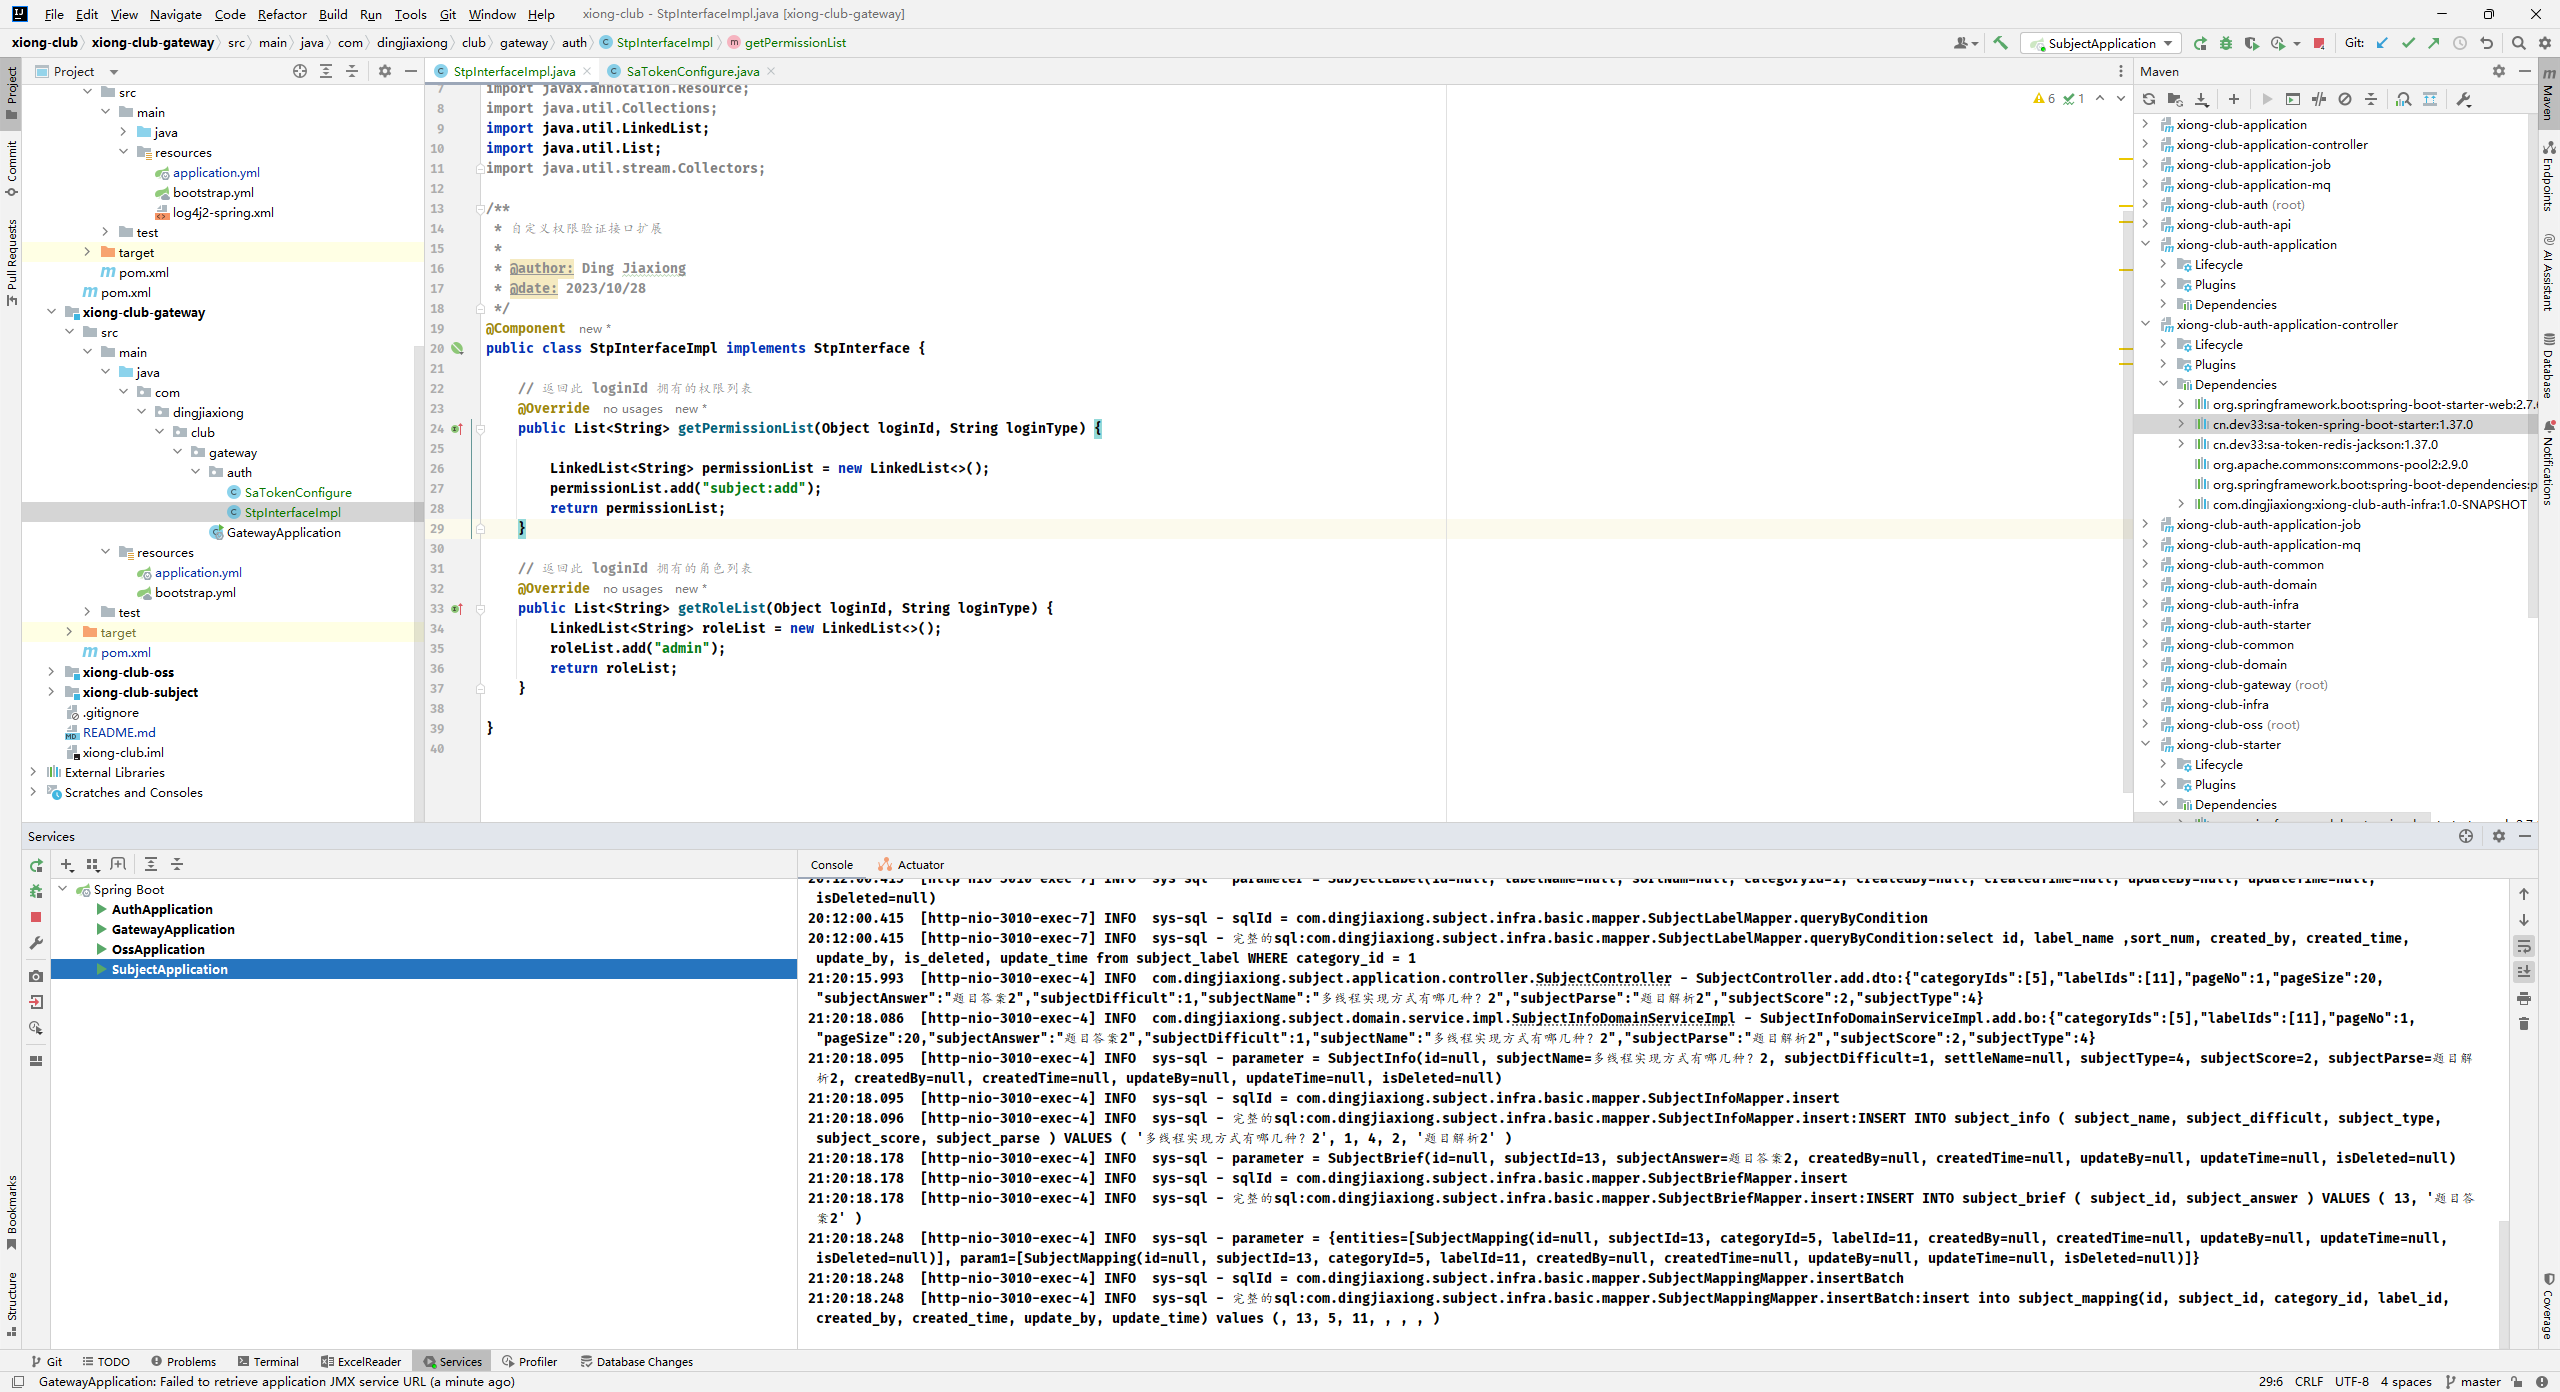 File Edit View Navigate Code Refactor Build Run Tools Git Window Help xiong-club - StpInterfaceImpl.java [xiong-club-gateway]
xiong-club xiong-club-gateway src main java com dingjiaxiong club gateway auth StpInterfaceImpl getPermissionList
SubjectApplication Git:
Project
Commit
Pull Requests
Bookmarks
Structure
Project
src
main
java
resources
application.yml
bootstrap.yml
log4j2-spring.xml
test
target
pom.xml
pom.xml
xiong-club-gateway
src
main
java
com
dingjiaxiong
club
gateway
auth
SaTokenConfigure
StpInterfaceImpl
GatewayApplication
resources
application.yml
bootstrap.yml
test
target
pom.xml
xiong-club-oss
xiong-club-subject
.gitignore
README.md
xiong-club.iml
External Libraries
Scratches and Consoles
StpInterfaceImpl.java SaTokenConfigure.java
6 1
7 import javax.annotation.Resource;
8 import java.util.Collections;
9 import java.util.LinkedList;
10 import java.util.List;
11 import java.util.stream.Collectors;
12
13 /**
14 * 自定义权限验证接口扩展
15 *
16 * @author: Ding Jiaxiong
17 * @date: 2023/10/28
18 */
19 @Component new *
20 public class StpInterfaceImpl implements StpInterface {
21
22 // 返回此 loginId 拥有的权限列表
23 @Override no usages new *
24 public List<String> getPermissionList(Object loginId, String loginType) {
25
26 LinkedList<String> permissionList = new LinkedList<>();
27 permissionList.add("subject:add");
28 return permissionList;
29 }
30
31 // 返回此 loginId 拥有的角色列表
32 @Override no usages new *
33 public List<String> getRoleList(Object loginId, String loginType) {
34 LinkedList<String> roleList = new LinkedList<>();
35 roleList.add("admin");
36 return roleList;
37 }
38
39 }
40
Maven
xiong-club-application
xiong-club-application-controller
xiong-club-application-job
xiong-club-application-mq
xiong-club-auth (root)
xiong-club-auth-api
xiong-club-auth-application
Lifecycle
Plugins
Dependencies
xiong-club-auth-application-controller
Lifecycle
Plugins
Dependencies
org.springframework.boot:spring-boot-starter-web:2.7.
cn.dev33:sa-token-spring-boot-starter:1.37.0
cn.dev33:sa-token-redis-jackson:1.37.0
org.apache.commons:commons-pool2:2.9.0
org.springframework.boot:spring-boot-dependencies:p
com.dingjiaxiong:xiong-club-auth-infra:1.0-SNAPSHOT
xiong-club-auth-application-job
xiong-club-auth-application-mq
xiong-club-auth-common
xiong-club-auth-domain
xiong-club-auth-infra
xiong-club-auth-starter
xiong-club-common
xiong-club-domain
xiong-club-gateway (root)
xiong-club-infra
xiong-club-oss (root)
xiong-club-starter
Lifecycle
Plugins
Dependencies
Maven
Endpoints
AI Assistant
Database
Notifications
Coverage
Services
Spring Boot
AuthApplication
GatewayApplication
OssApplication
SubjectApplication
Console Actuator
20:12:00.415 [http-nio-3010-exec-7] INFO sys-sql - parameter = SubjectLabel(id=null, labelName=null, sortNum=null, categoryId=1, createdBy=null, createdTime=null, updateBy=null, updateTime=null,
isDeleted=null)
20:12:00.415 [http-nio-3010-exec-7] INFO sys-sql - sqlId = com.dingjiaxiong.subject.infra.basic.mapper.SubjectLabelMapper.queryByCondition
20:12:00.415 [http-nio-3010-exec-7] INFO sys-sql - 完整的sql:com.dingjiaxiong.subject.infra.basic.mapper.SubjectLabelMapper.queryByCondition:select id, label_name ,sort_num, created_by, created_time,
update_by, is_deleted, update_time from subject_label WHERE category_id = 1
21:20:15.993 [http-nio-3010-exec-4] INFO com.dingjiaxiong.subject.application.controller.SubjectController - SubjectController.add.dto:{"categoryIds":[5],"labelIds":[11],"pageNo":1,"pageSize":20,
"subjectAnswer":"题目答案2","subjectDifficult":1,"subjectName":"多线程实现方式有哪几种? 2","subjectParse":"题目解析2","subjectScore":2,"subjectType":4}
21:20:18.086 [http-nio-3010-exec-4] INFO com.dingjiaxiong.subject.domain.service.impl.SubjectInfoDomainServiceImpl - SubjectInfoDomainServiceImpl.add.bo:{"categoryIds":[5],"labelIds":[11],"pageNo":1,
"pageSize":20,"subjectAnswer":"题目答案2","subjectDifficult":1,"subjectName":"多线程实现方式有哪几种? 2","subjectParse":"题目解析2","subjectScore":2,"subjectType":4}
21:20:18.095 [http-nio-3010-exec-4] INFO sys-sql - parameter = SubjectInfo(id=null, subjectName=多线程实现方式有哪几种? 2, subjectDifficult=1, settleName=null, subjectType=4, subjectScore=2, subjectParse=题目解
析2, createdBy=null, createdTime=null, updateBy=null, updateTime=null, isDeleted=null)
21:20:18.095 [http-nio-3010-exec-4] INFO sys-sql - sqlId = com.dingjiaxiong.subject.infra.basic.mapper.SubjectInfoMapper.insert
21:20:18.096 [http-nio-3010-exec-4] INFO sys-sql - 完整的sql:com.dingjiaxiong.subject.infra.basic.mapper.SubjectInfoMapper.insert:INSERT INTO subject_info ( subject_name, subject_difficult, subject_type,
subject_score, subject_parse ) VALUES ( '多线程实现方式有哪几种? 2', 1, 4, 2, '题目解析2' )
21:20:18.178 [http-nio-3010-exec-4] INFO sys-sql - parameter = SubjectBrief(id=null, subjectId=13, subjectAnswer=题目答案2, createdBy=null, createdTime=null, updateBy=null, updateTime=null, isDeleted=null)
21:20:18.178 [http-nio-3010-exec-4] INFO sys-sql - sqlId = com.dingjiaxiong.subject.infra.basic.mapper.SubjectBriefMapper.insert
21:20:18.178 [http-nio-3010-exec-4] INFO sys-sql - 完整的sql:com.dingjiaxiong.subject.infra.basic.mapper.SubjectBriefMapper.insert:INSERT INTO subject_brief ( subject_id, subject_answer ) VALUES ( 13, '题目答
案2' )
21:20:18.248 [http-nio-3010-exec-4] INFO sys-sql - parameter = {entities=[SubjectMapping(id=null, subjectId=13, categoryId=5, labelId=11, createdBy=null, createdTime=null, updateBy=null, updateTime=null,
isDeleted=null)], param1=[SubjectMapping(id=null, subjectId=13, categoryId=5, labelId=11, createdBy=null, createdTime=null, updateBy=null, updateTime=null, isDeleted=null)]}
21:20:18.248 [http-nio-3010-exec-4] INFO sys-sql - sqlId = com.dingjiaxiong.subject.infra.basic.mapper.SubjectMappingMapper.insertBatch
21:20:18.248 [http-nio-3010-exec-4] INFO sys-sql - 完整的sql:com.dingjiaxiong.subject.infra.basic.mapper.SubjectMappingMapper.insertBatch:insert into subject_mapping(id, subject_id, category_id, label_id,
created_by, created_time, update_by, update_time) values (, 13, 5, 11, , , , )
Git TODO Problems Terminal ExcelReader Services Profiler Database Changes
GatewayApplication: Failed to retrieve application JMX service URL (a minute ago)
29:6 CRLF UTF-8 4 spaces master